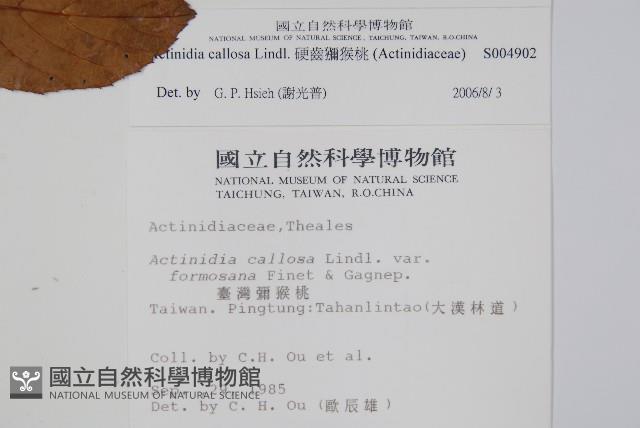 國立自然科學博物館
NATIONAL MUSEUM OF NATURAL SCIENCE, TAICHUNG, TAIWAN, R.O.CHINA
Actinidia callosa Lindl. 硬齒獼猴桃 (Actinidiaceae) S004902
Det. by G. P. Hsieh (謝光普) 2006/8/3
國立自然科學博物館
NATIONAL MUSEUM OF NATURAL SCIENCE
TAICHUNG, TAIWAN, R.O.CHINA
Actinidiaceae,Theales
Actinidia callosa Lindl. var.
formosana Finet & Gagnep.
臺灣獼猴桃
Taiwan. Pingtung:Tahanlintao(大漢林道)
Coll. by C.H. Ou et al.
國立自然科學博物館
1985
NATIONAL MUSEUM OF NATURAL SCIENCE
Det. by C. H. Ou (歐辰雄)